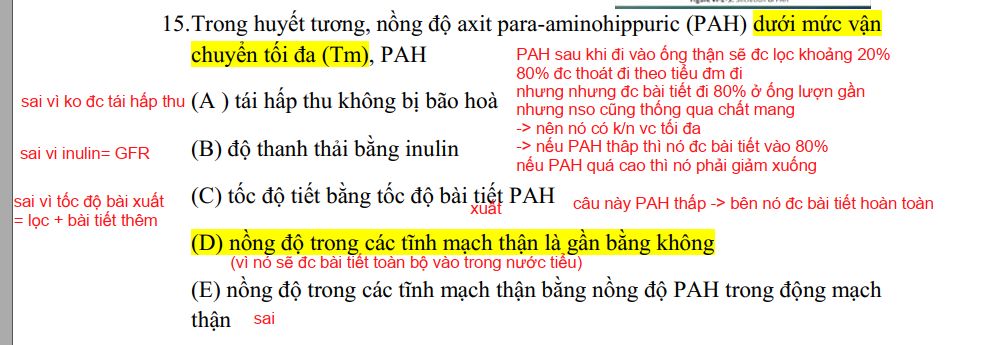 15.Trong huyết tương, nồng độ axit para-aminohippuric (PAH) dưới mức vận
chuyển tối đa (Tm), PAH
PAH sau khi đi vào ống thận sẽ đc lọc khoảng 20%
80% đc thoát đi theo tiểu đm đi
nhưng nhưng đc bài tiết đi 80% ở ống lượn gần
nhưng nso cũng thống qua chất mang
-> nên nó có k/n vc tối đa
-> nếu PAH thâp thì nó đc bài tiết vào 80%
nếu PAH quá cao thì nó phải giảm xuống
sai vì ko đc tái hấp thu
(A ) tái hấp thu không bị bão hoà
sai vi inulin= GFR
(B) độ thanh thải bằng inulin
sai vì tốc độ bài xuất
= lọc + bài tiết thêm
(C) tốc độ tiết bằng tốc độ bài tiết PAH
xuất
câu này PAH thấp -> bên nó đc bài tiết hoàn toàn
(D) nồng độ trong các tĩnh mạch thận là gần bằng không
(vì nó sẽ đc bài tiết toàn bộ vào trong nước tiểu)
(E) nồng độ trong các tĩnh mạch thận bằng nồng độ PAH trong động mạch
thận
sai